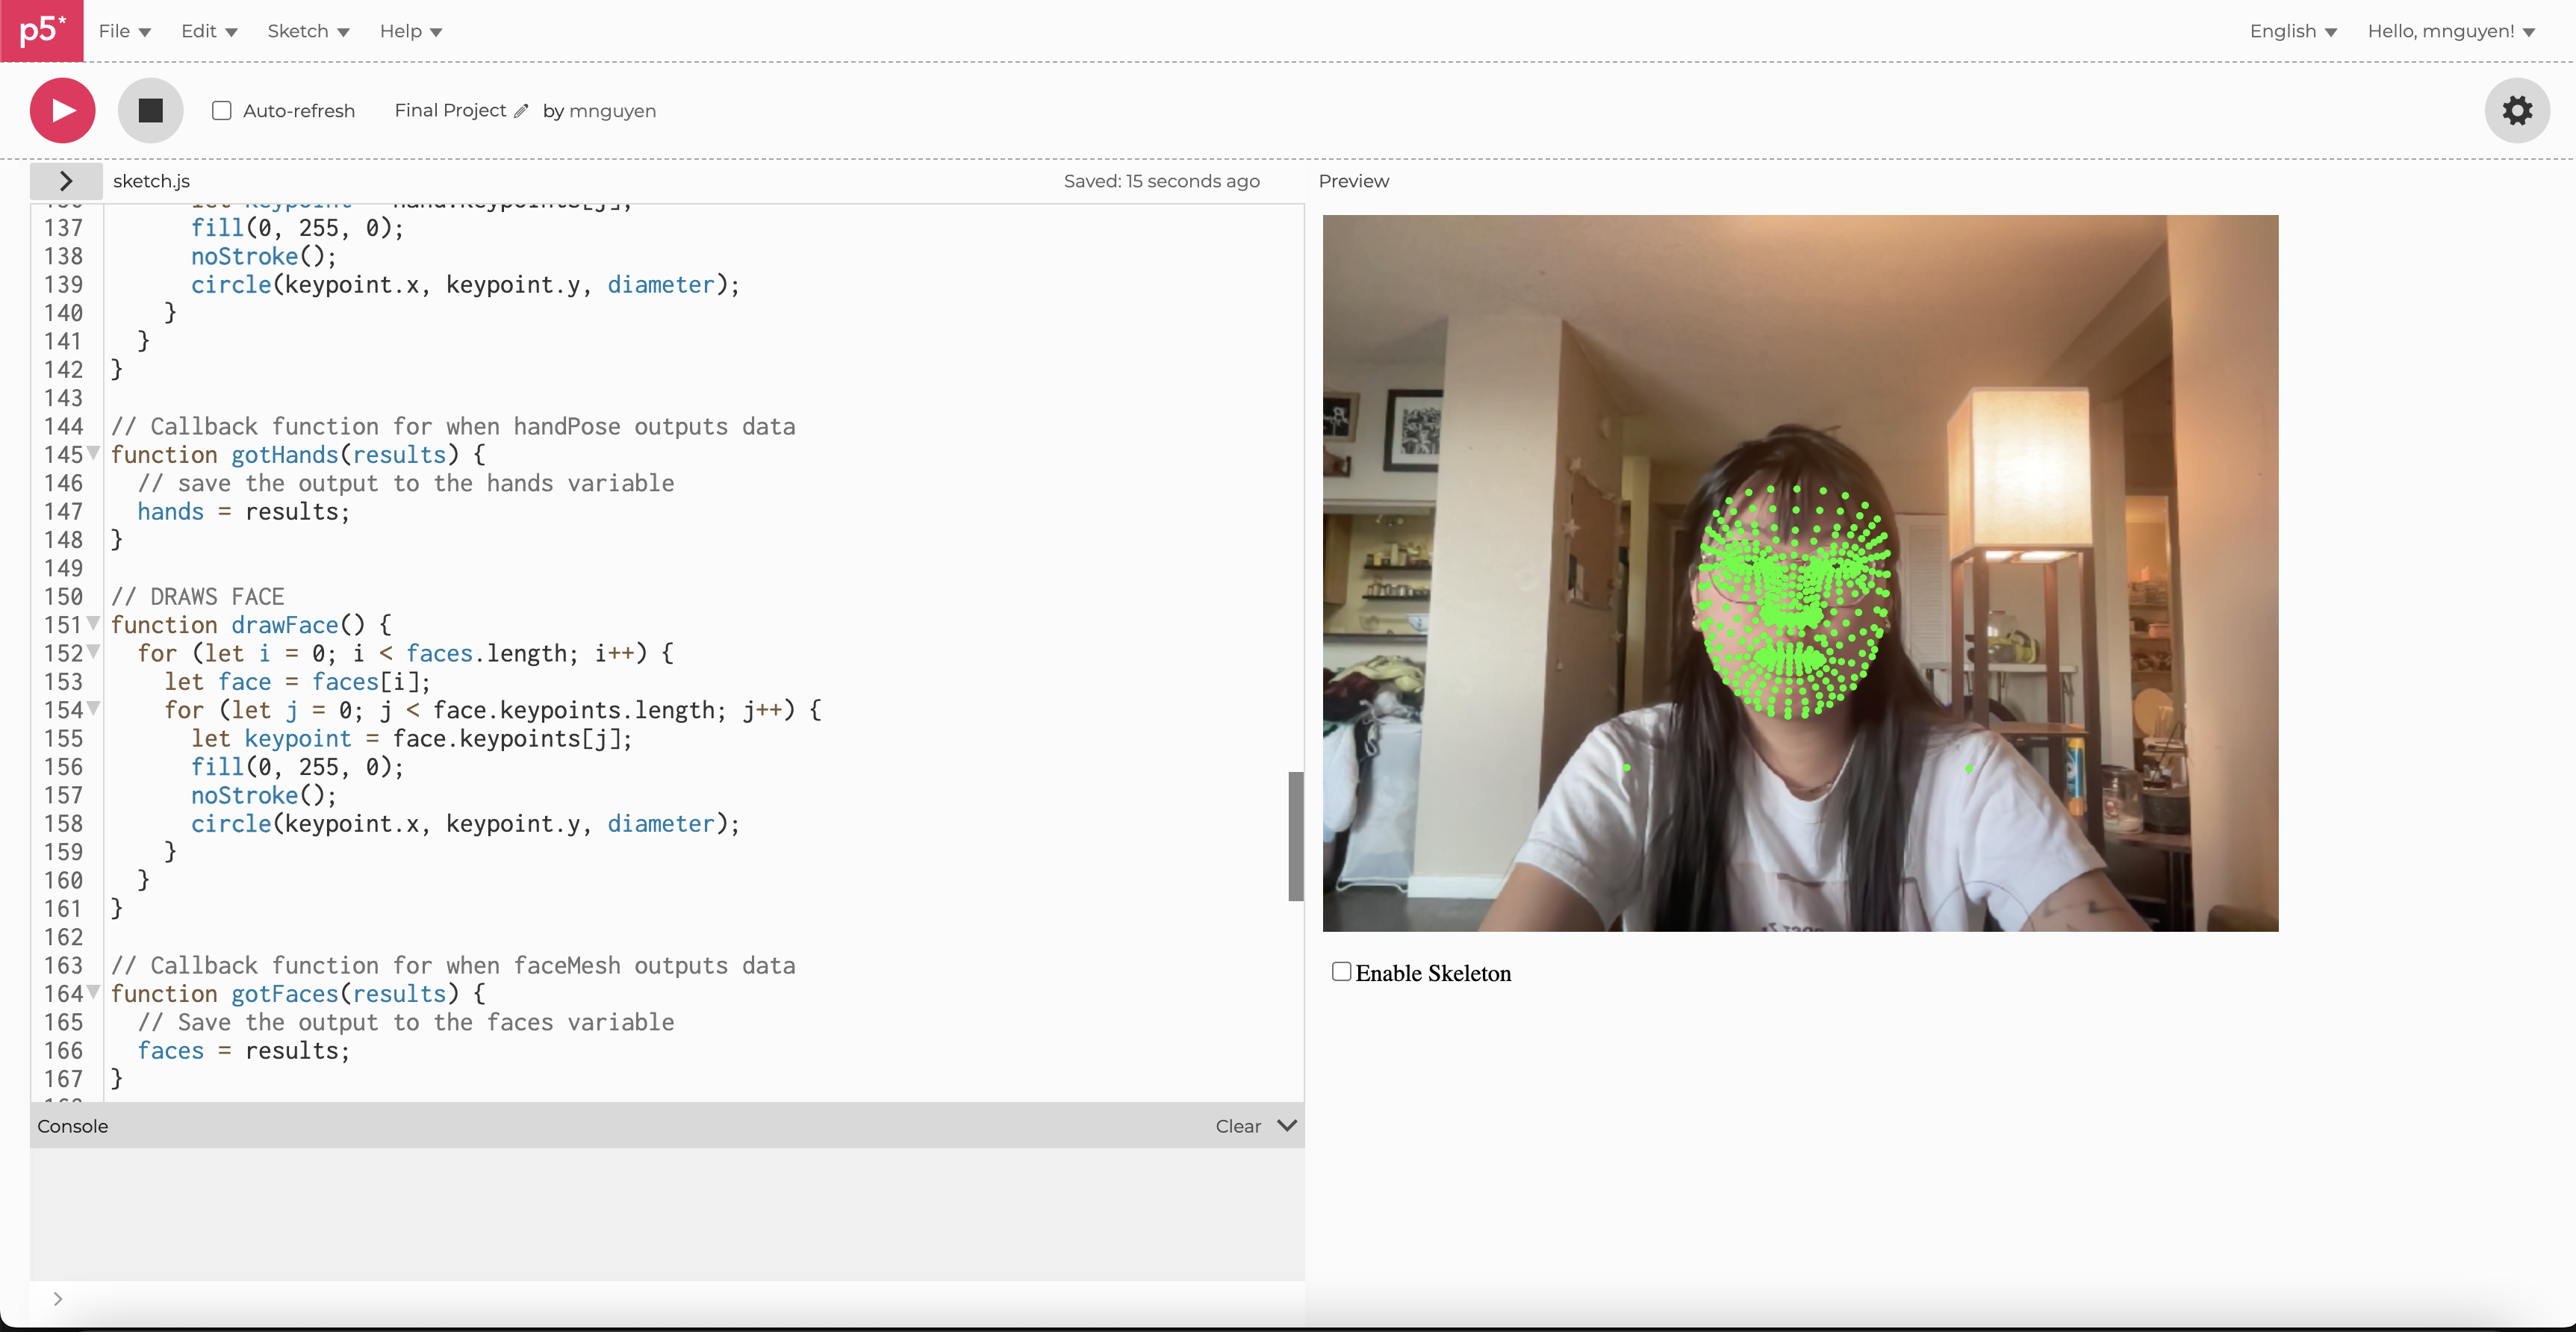 p5*
File Edit Sketch Help English Hello, mnguyen!
Auto-refresh Final Project by mnguyen
sketch.js Saved: 15 seconds ago Preview
137 fill(0, 255, 0);
138 noStroke();
139 circle(keypoint.x, keypoint.y, diameter);
140 }
141 }
142 }
143
144 // Callback function for when handPose outputs data
145 function gotHands(results) {
146 // save the output to the hands variable
147 hands = results;
148 }
149
150 // DRAWS FACE
151 function drawFace() {
152 for (let i = 0; i < faces.length; i++) {
153 let face = faces[i];
154 for (let j = 0; j < face.keypoints.length; j++) {
155 let keypoint = face.keypoints[j];
156 fill(0, 255, 0);
157 noStroke();
158 circle(keypoint.x, keypoint.y, diameter);
159 }
160 }
161 }
162
163 // Callback function for when faceMesh outputs data
164 function gotFaces(results) {
165 // Save the output to the faces variable
166 faces = results;
167 }
Enable Skeleton
Console Clear
>